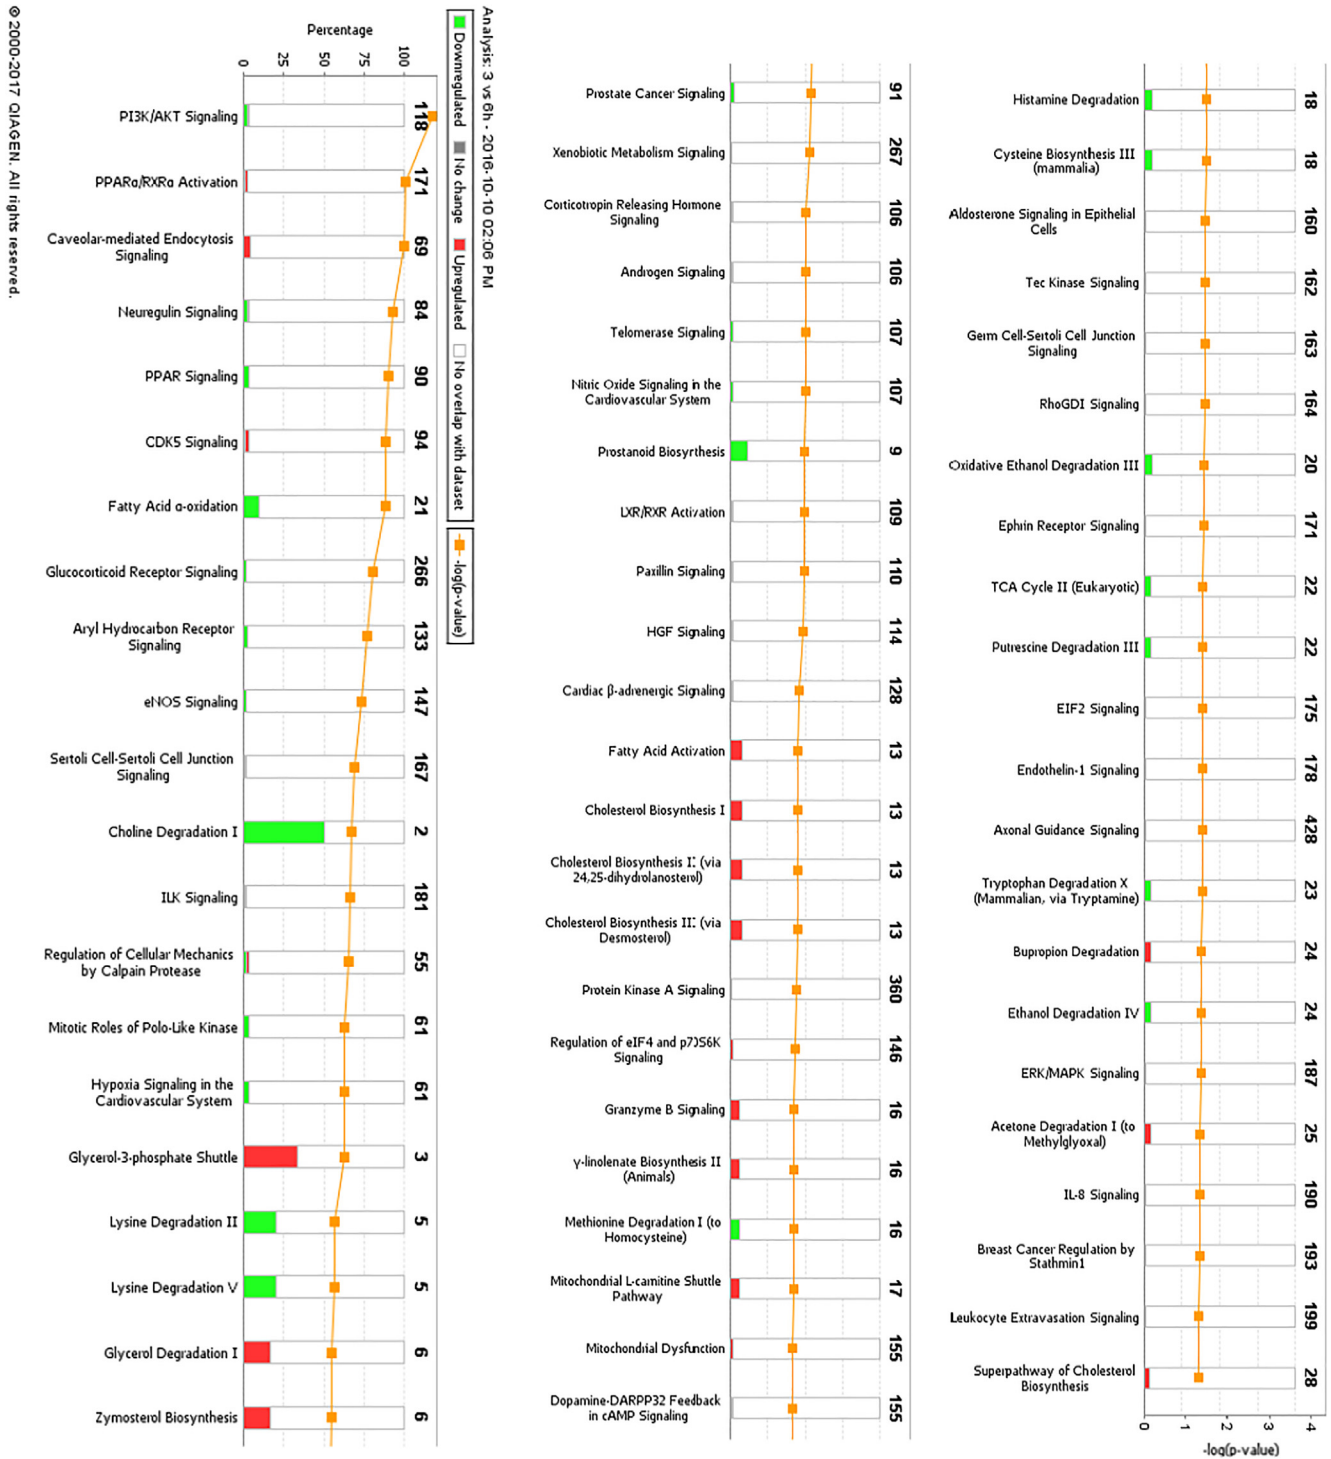 © 2000-2017 QIAGEN. All rights reserved.
Percentage
0 25 50 75 100
PI3K/AKT Signaling 118
PPARα/RXRα Activation 171
Caveolar-mediated Endocytosis
Signaling 69
Neuregulin Signaling 84
PPAR Signaling 90
CDK5 Signaling 94
Fatty Acid α-oxidation 21
Glucocorticoid Receptor Signaling 266
Aryl Hydrocarbon Receptor
Signaling 133
eNOS Signaling 147
Sertoli Cell-Sertoli Cell Junction
Signaling 167
Choline Degradation I 2
ILK Signaling 181
Regulation of Cellular Mechanics
by Calpain Protease 55
Mitotic Roles of Polo-Like Kinase 61
Hypoxia Signaling in the
Cardiovascular System 61
Glycerol-3-phosphate Shuttle 3
Lysine Degradation II 5
Lysine Degradation V 5
Glycerol Degradation I 6
Zymosterol Biosynthesis 6
Analysis: 3 vs 6h - 2016-10-10 02:06 PM
Downregulated No change Upregulated No overlap with dataset
-log(p-value)
Prostate Cancer Signaling 91
Xenobiotic Metabolism Signaling 267
Corticotropin Releasing Hormone
Signaling 106
Androgen Signaling 106
Telomerase Signaling 107
Nitric Oxide Signaling in the
Cardiovascular System 107
Prostanoid Biosynthesis 9
LXR/RXR Activation 109
Paxillin Signaling 110
HGF Signaling 114
Cardiac β-adrenergic Signaling 128
Fatty Acid Activation 13
Cholesterol Biosynthesis I 13
Cholesterol Biosynthesis II (via
24,25-dihydrolanosterol) 13
Cholesterol Biosynthesis III (via
Desmosterol) 13
Protein Kinase A Signaling 360
Regulation of eIF4 and p70S6K
Signaling 146
Granzyme B Signaling 16
γ-linolenate Biosynthesis II
(Animals) 16
Methionine Degradation I (to
Homocysteine) 16
Mitochondrial L-carnitine Shuttle
Pathway 17
Mitochondrial Dysfunction 155
Dopamine-DARPP32 Feedback
in cAMP Signaling 155
Histamine Degradation 18
Cysteine Biosynthesis III
(mammalia) 18
Aldosterone Signaling in Epithelial
Cells 160
Tec Kinase Signaling 162
Germ Cell-Sertoli Cell Junction
Signaling 163
RhoGDI Signaling 164
Oxidative Ethanol Degradation III 20
Ephrin Receptor Signaling 171
TCA Cycle II (Eukaryotic) 22
Putrescine Degradation III 22
EIF2 Signaling 175
Endothelin-1 Signaling 178
Axonal Guidance Signaling 428
Tryptophan Degradation X
(Mammalian, via Tryptamine) 23
Bupropion Degradation 24
Ethanol Degradation IV 24
ERK/MAPK Signaling 187
Acetone Degradation I (to
Methylglyoxal) 25
IL-8 Signaling 190
Breast Cancer Regulation by
Stathmin1 193
Leukocyte Extravasation Signaling 199
Superpathway of Cholesterol
Biosynthesis 28
0 1 2 3 4
-log(p-value)